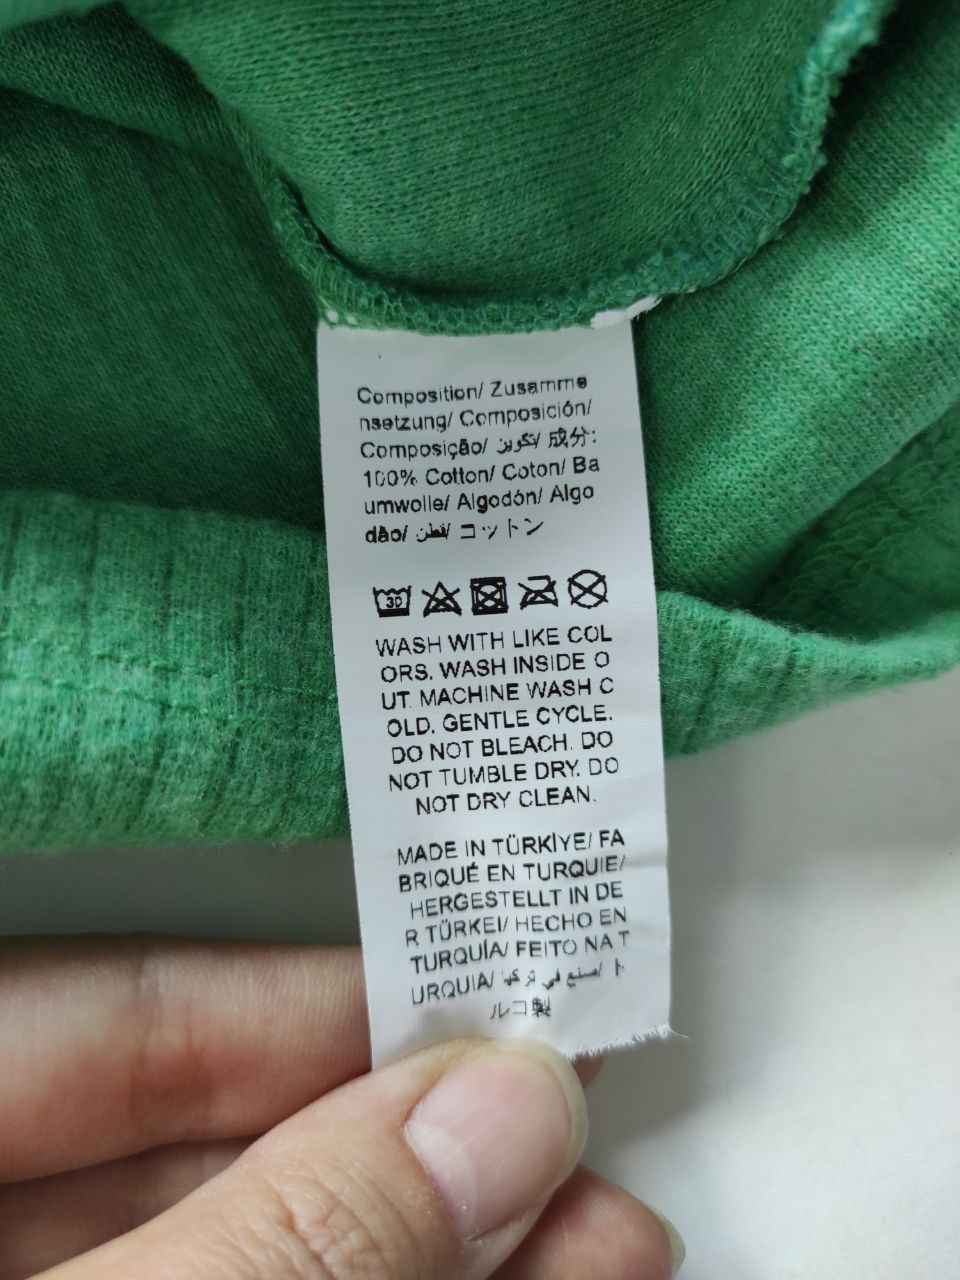 Composition/ Zusamme
nsetzung/ Composición/
Composição/ تكوين/ 成分:
100% Cotton/ Coton/ Ba
umwolle/ Algodón/ Algo
dão/ قطن/ コットン
30
WASH WITH LIKE COL
ORS. WASH INSIDE O
UT. MACHINE WASH C
OLD. GENTLE CYCLE.
DO NOT BLEACH. DO
NOT TUMBLE DRY. DO
NOT DRY CLEAN.
MADE IN TÜRKİYE/ FA
BRIQUÉ EN TURQUIE/
HERGESTELLT IN DE
R TÜRKEI/ HECHO EN
TURQUÍA/ FEITO NA T
URQUIA/ صنع في تركيا/ ト
ルコ製